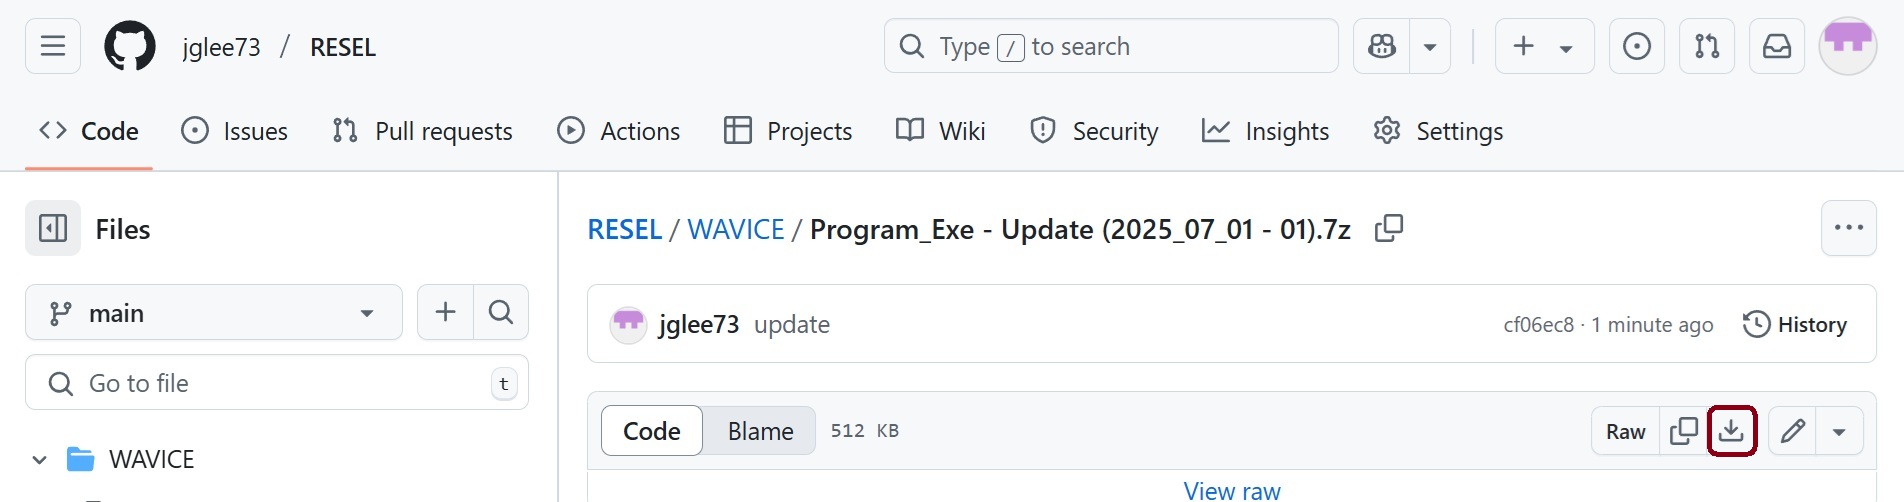 jglee73 / RESEL
Type / to search
Code Issues Pull requests Actions Projects Wiki Security Insights Settings
Files
RESEL / WAVICE / Program_Exe - Update (2025_07_01 - 01).7z
main
jglee73 update
cf06ec8 · 1 minute ago
History
Go to file
t
Code Blame 512 KB
Raw
WAVICE
View raw